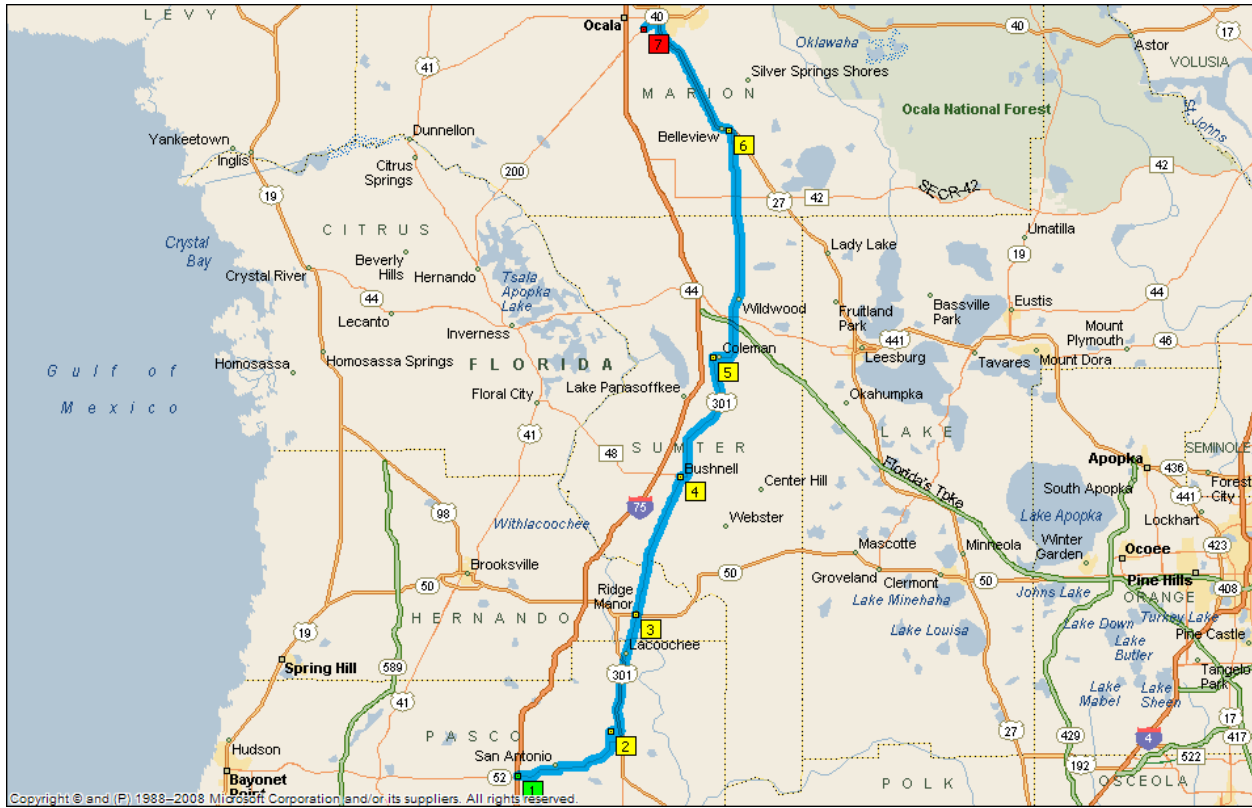 LEVY
Ocala
40
40
17
Astor
VOLUSIA
7
Oklawaha
41
Silver Springs Shores
MARION
Ocala National Forest
St Johns
Yankeetown
Inglis
Dunnellon
Citrus
Springs
Belleview
6
200
42
19
27
42
SECR-42
CITRUS
Crystal
Bay
Beverly
Hills
Hernando
Lady Lake
Umatilla
19
Crystal River
Tsala
Apopka
Lake
44
44
Lecanto
Inverness
Wildwood
Fruitland
Park
Bassville
Park
Eustis
44
Mount
Plymouth
46
Homosassa
Homosassa Springs
Coleman
5
441
Leesburg
Tavares
Mount Dora
Gulf of
Mexico
FLORIDA
Lake Panasoffkee
Floral City
301
Okahumpka
41
LAKE
SUMTER
48
Bushnell
4
Center Hill
Florida's Tpke
SEMINOLE
Apopka
436
Forest
City
441
South Apopka
98
75
Withlacoochee
Webster
Lake Apopka
Lockhart
423
Winter
Garden
Ocoee
Mascotte
Minneola
50
Brooksville
50
Groveland
Clermont
50
Pine Hills
408
Ridge
Manor
Lake Minehaha
Johns Lake
ORANGE
HERNANDO
3
Lake Louisa
Lake Down
Turkey Lake
Lake
Butler
Pine Castle
19
Lacoochee
Spring Hill
589
301
Tangelo
Park
41
Lake
Mabel
Lake
Sheen
PASCO
2
27
17
Hudson
San Antonio
429
4
417
52
1
192
522
Bayonet
Point
POLK
OSCEOLA
Copyright © and (P) 1988–2008 Microsoft Corporation and/or its suppliers. All rights reserved.